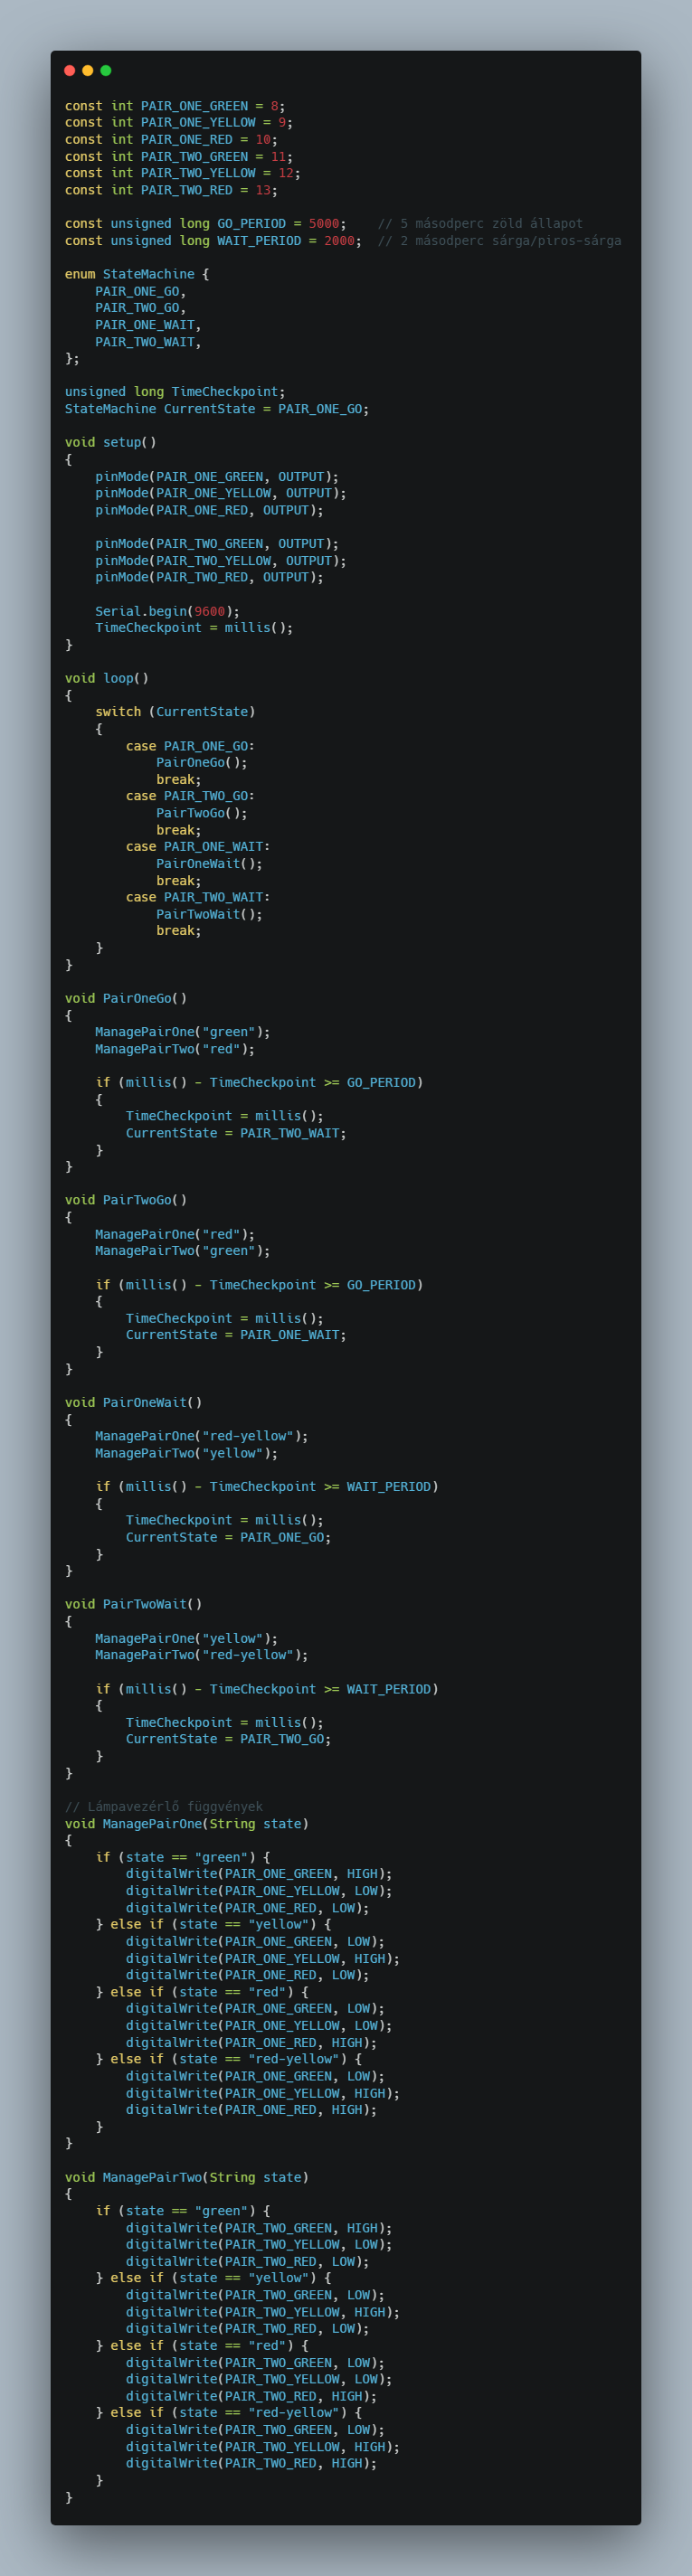 const int PAIR_ONE_GREEN = 8;
const int PAIR_ONE_YELLOW = 9;
const int PAIR_ONE_RED = 10;
const int PAIR_TWO_GREEN = 11;
const int PAIR_TWO_YELLOW = 12;
const int PAIR_TWO_RED = 13;

const unsigned long GO_PERIOD = 5000;    // 5 másodperc zöld állapot
const unsigned long WAIT_PERIOD = 2000;  // 2 másodperc sárga/piros-sárga

enum StateMachine {
    PAIR_ONE_GO,
    PAIR_TWO_GO,
    PAIR_ONE_WAIT,
    PAIR_TWO_WAIT,
};

unsigned long TimeCheckpoint;
StateMachine CurrentState = PAIR_ONE_GO;

void setup()
{
    pinMode(PAIR_ONE_GREEN, OUTPUT);
    pinMode(PAIR_ONE_YELLOW, OUTPUT);
    pinMode(PAIR_ONE_RED, OUTPUT);

    pinMode(PAIR_TWO_GREEN, OUTPUT);
    pinMode(PAIR_TWO_YELLOW, OUTPUT);
    pinMode(PAIR_TWO_RED, OUTPUT);

    Serial.begin(9600);
    TimeCheckpoint = millis();
}

void loop()
{
    switch (CurrentState)
    {
        case PAIR_ONE_GO:
            PairOneGo();
            break;
        case PAIR_TWO_GO:
            PairTwoGo();
            break;
        case PAIR_ONE_WAIT:
            PairOneWait();
            break;
        case PAIR_TWO_WAIT:
            PairTwoWait();
            break;
    }
}

void PairOneGo()
{
    ManagePairOne("green");
    ManagePairTwo("red");

    if (millis() - TimeCheckpoint >= GO_PERIOD)
    {
        TimeCheckpoint = millis();
        CurrentState = PAIR_TWO_WAIT;
    }
}

void PairTwoGo()
{
    ManagePairOne("red");
    ManagePairTwo("green");

    if (millis() - TimeCheckpoint >= GO_PERIOD)
    {
        TimeCheckpoint = millis();
        CurrentState = PAIR_ONE_WAIT;
    }
}

void PairOneWait()
{
    ManagePairOne("red-yellow");
    ManagePairTwo("yellow");

    if (millis() - TimeCheckpoint >= WAIT_PERIOD)
    {
        TimeCheckpoint = millis();
        CurrentState = PAIR_ONE_GO;
    }
}

void PairTwoWait()
{
    ManagePairOne("yellow");
    ManagePairTwo("red-yellow");

    if (millis() - TimeCheckpoint >= WAIT_PERIOD)
    {
        TimeCheckpoint = millis();
        CurrentState = PAIR_TWO_GO;
    }
}

// Lámpavezérlő függvények
void ManagePairOne(String state)
{
    if (state == "green") {
        digitalWrite(PAIR_ONE_GREEN, HIGH);
        digitalWrite(PAIR_ONE_YELLOW, LOW);
        digitalWrite(PAIR_ONE_RED, LOW);
    } else if (state == "yellow") {
        digitalWrite(PAIR_ONE_GREEN, LOW);
        digitalWrite(PAIR_ONE_YELLOW, HIGH);
        digitalWrite(PAIR_ONE_RED, LOW);
    } else if (state == "red") {
        digitalWrite(PAIR_ONE_GREEN, LOW);
        digitalWrite(PAIR_ONE_YELLOW, LOW);
        digitalWrite(PAIR_ONE_RED, HIGH);
    } else if (state == "red-yellow") {
        digitalWrite(PAIR_ONE_GREEN, LOW);
        digitalWrite(PAIR_ONE_YELLOW, HIGH);
        digitalWrite(PAIR_ONE_RED, HIGH);
    }
}

void ManagePairTwo(String state)
{
    if (state == "green") {
        digitalWrite(PAIR_TWO_GREEN, HIGH);
        digitalWrite(PAIR_TWO_YELLOW, LOW);
        digitalWrite(PAIR_TWO_RED, LOW);
    } else if (state == "yellow") {
        digitalWrite(PAIR_TWO_GREEN, LOW);
        digitalWrite(PAIR_TWO_YELLOW, HIGH);
        digitalWrite(PAIR_TWO_RED, LOW);
    } else if (state == "red") {
        digitalWrite(PAIR_TWO_GREEN, LOW);
        digitalWrite(PAIR_TWO_YELLOW, LOW);
        digitalWrite(PAIR_TWO_RED, HIGH);
    } else if (state == "red-yellow") {
        digitalWrite(PAIR_TWO_GREEN, LOW);
        digitalWrite(PAIR_TWO_YELLOW, HIGH);
        digitalWrite(PAIR_TWO_RED, HIGH);
    }
}